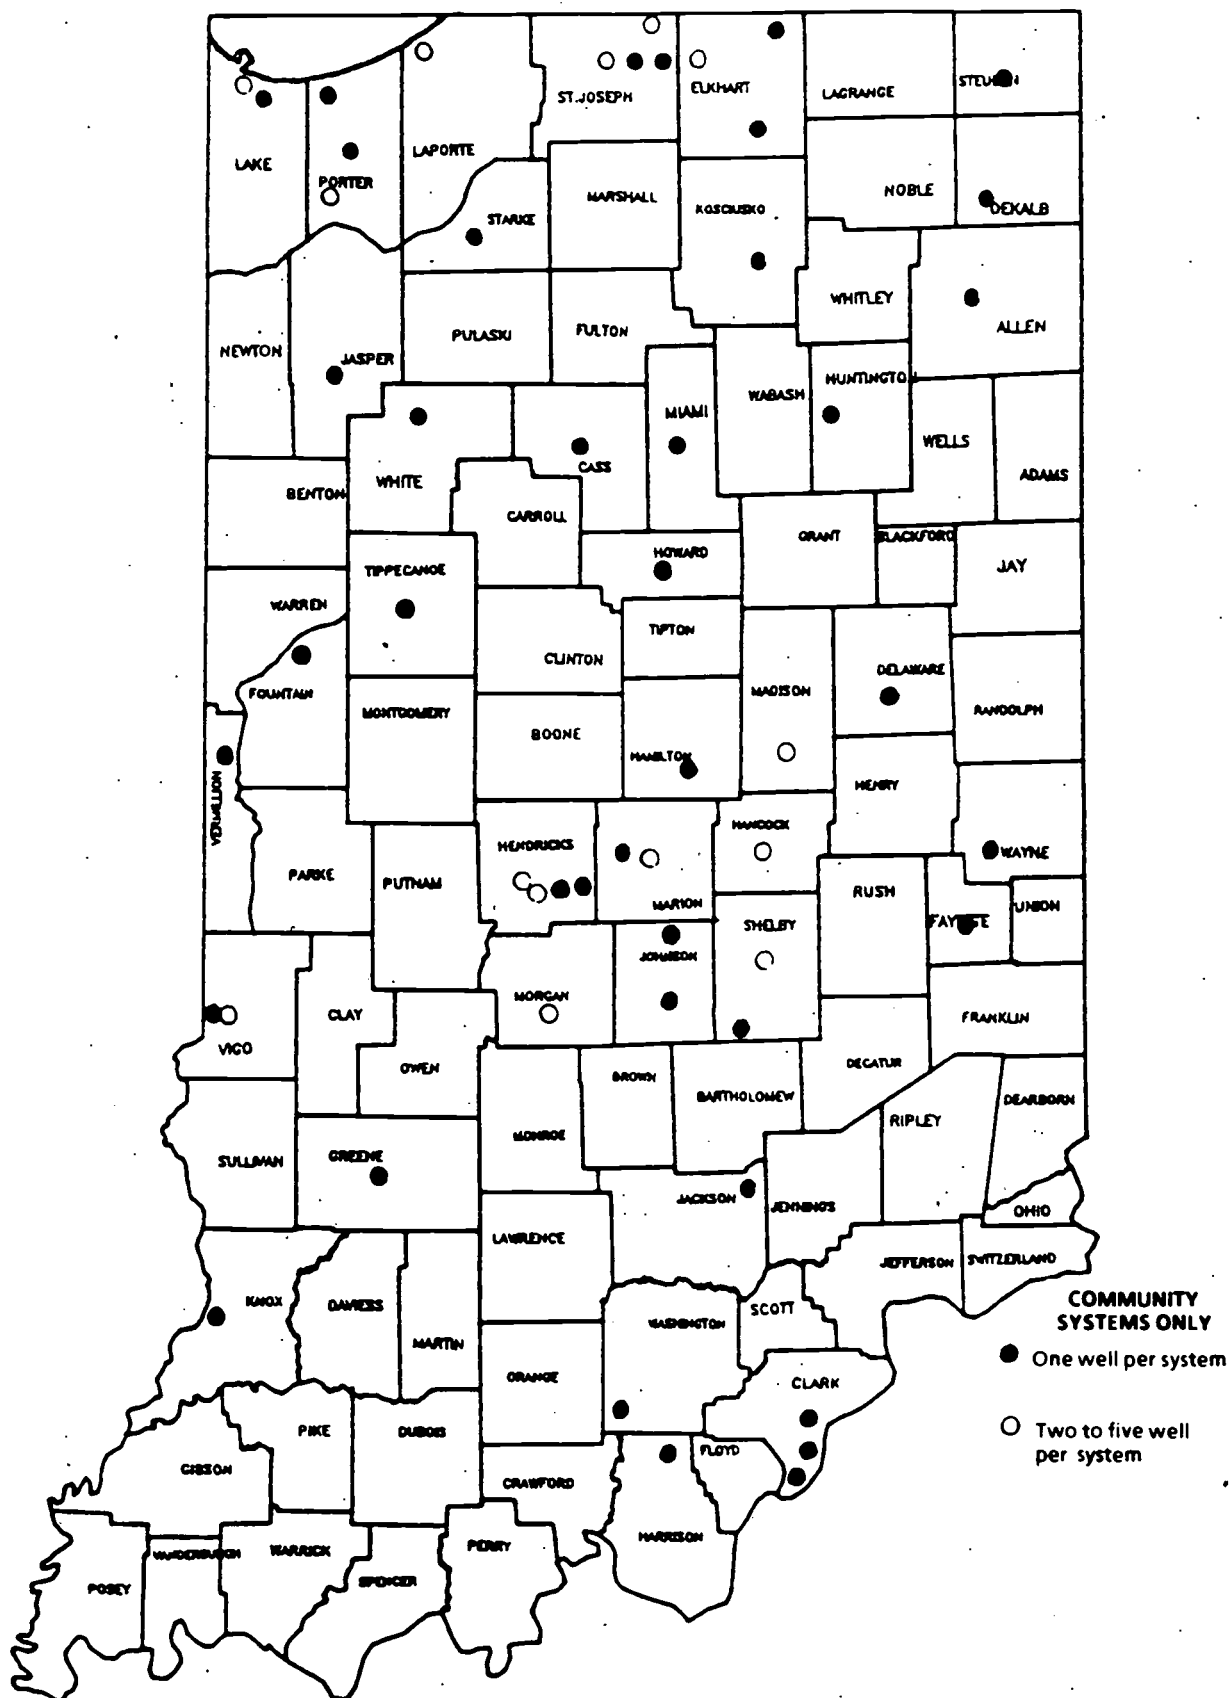 ST.JOSEPH
ELKHART
LAGRANGE
STEUBEN
LAKE
PORTER
LAPORTE
STARKE
MARSHALL
KOSCIUSKO
NOBLE
DEKALB
WHITLEY
ALLEN
NEWTON
JASPER
PULASKI
FULTON
MIAMI
WABASH
HUNTINGTON
WELLS
ADAMS
BENTON
WHITE
CASS
CARROLL
GRANT
BLACKFORD
JAY
HOWARD
TIPPECANOE
WARREN
CLINTON
TIPTON
MADISON
DELAWARE
RANDOLPH
FOUNTAIN
MONTGOMERY
BOONE
HAMILTON
HENRY
VERMILLION
PARKE
PUTNAM
HENDRICKS
MARION
HANCOCK
WAYNE
RUSH
FAYETTE
UNION
SHELBY
JOHNSON
MORGAN
VIGO
CLAY
OWEN
FRANKLIN
DECATUR
BROWN
BARTHOLOMEW
DEARBORN
RIPLEY
MONROE
SULLIVAN
GREENE
JACKSON
JENNINGS
OHIO
LAWRENCE
JEFFERSON
SWITZERLAND
KNOX
DAVIESS
MARTIN
WASHINGTON
SCOTT
ORANGE
CLARK
PIKE
DUBOIS
GIBSON
CRAWFORD
FLOYD
HARRISON
POSEY
VANDERBURGH
WARRICK
SPENCER
PERRY
COMMUNITY
SYSTEMS ONLY
One well per system
Two to five well
per system